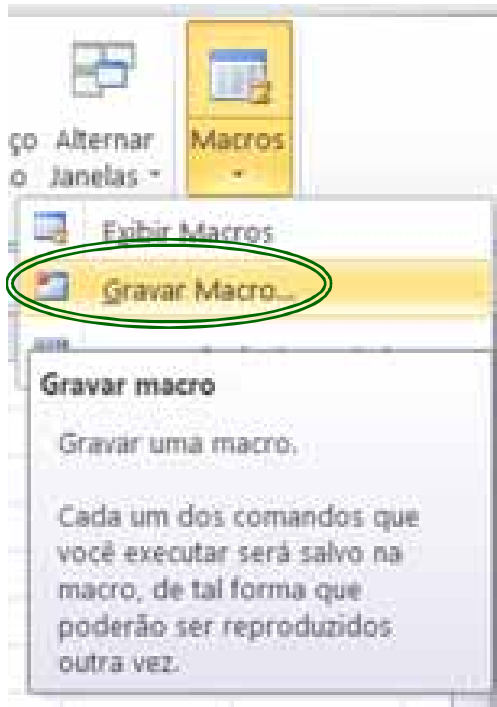 ço Alternar Macros
o Janelas
Exibir Macros
Gravar Macro...
Gravar macro
Gravar uma macro.
Cada um dos comandos que
você executar será salvo na
macro, de tal forma que
poderão ser reproduzidos
outra vez.